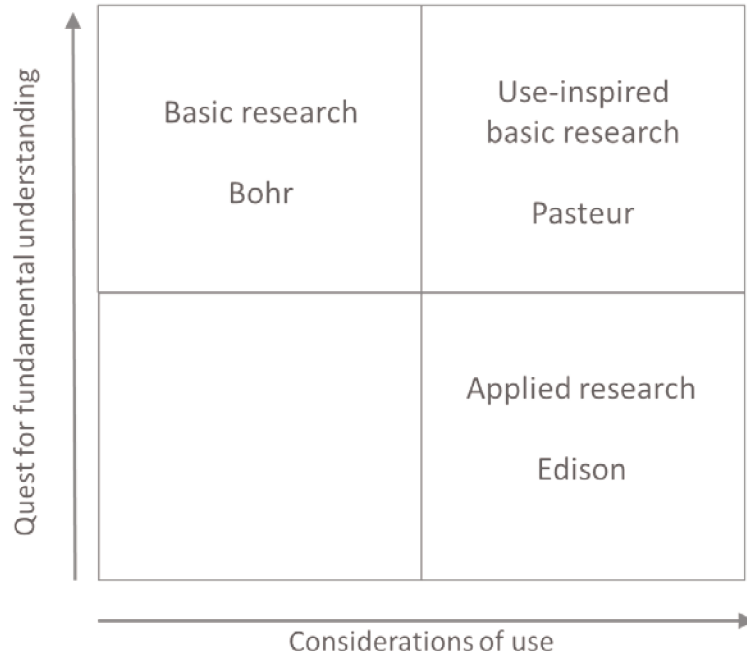 Quest for fundamental understanding
Basic research
Bohr
Use-inspired
basic research
Pasteur
Applied research
Edison
Considerations of use